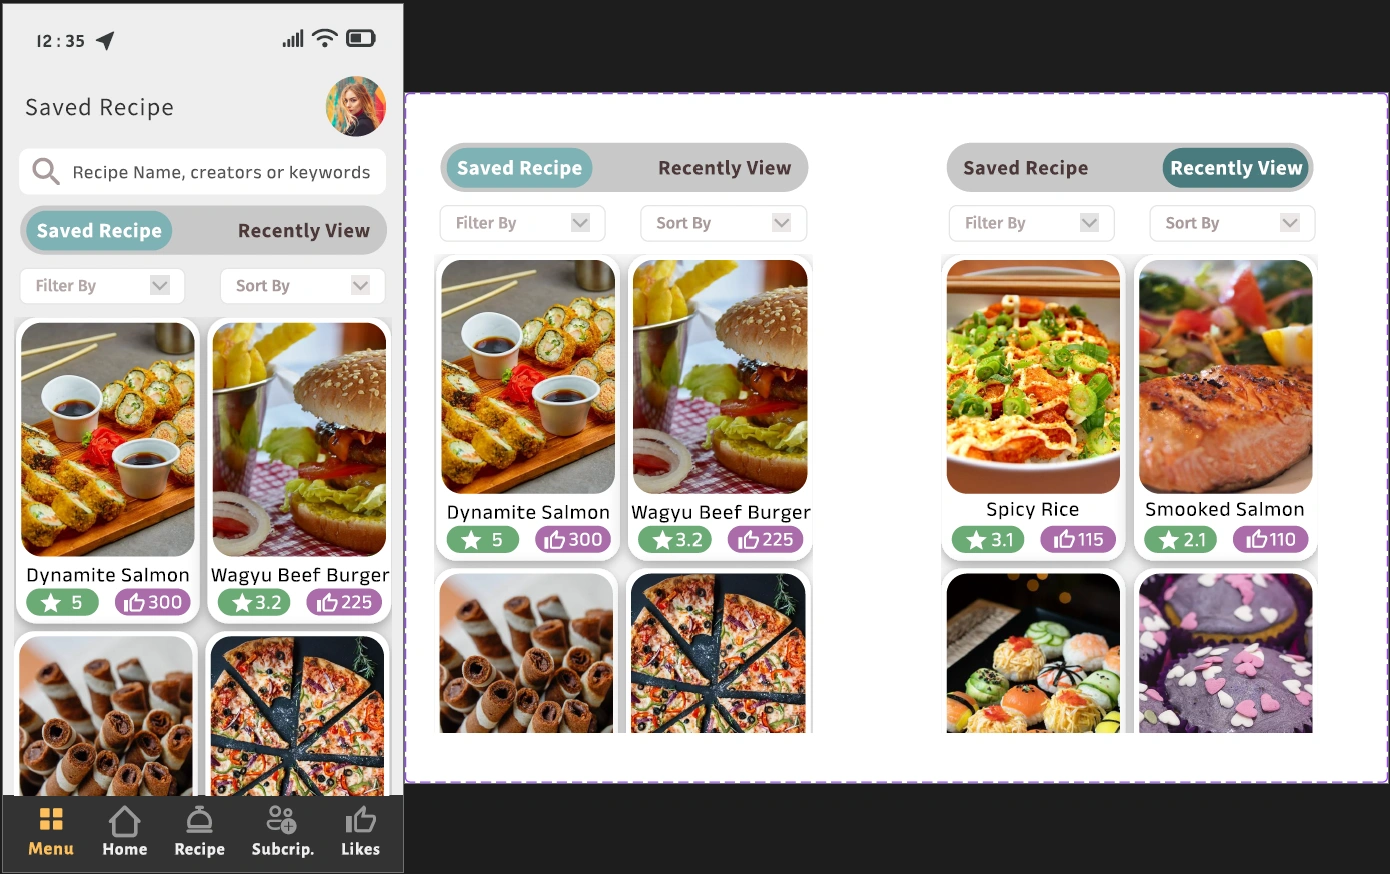 12 : 35
Saved Recipe
Recipe Name, creators or keywords
Saved Recipe Recently View
Filter By Sort By
Dynamite Salmon Wagyu Beef Burger
5 300 3.2 225
Menu Home Recipe Subcrip. Likes
Saved Recipe Recently View
Filter By Sort By
Dynamite Salmon Wagyu Beef Burger
5 300 3.2 225
Saved Recipe Recently View
Filter By Sort By
Spicy Rice Smooked Salmon
3.1 115 2.1 110